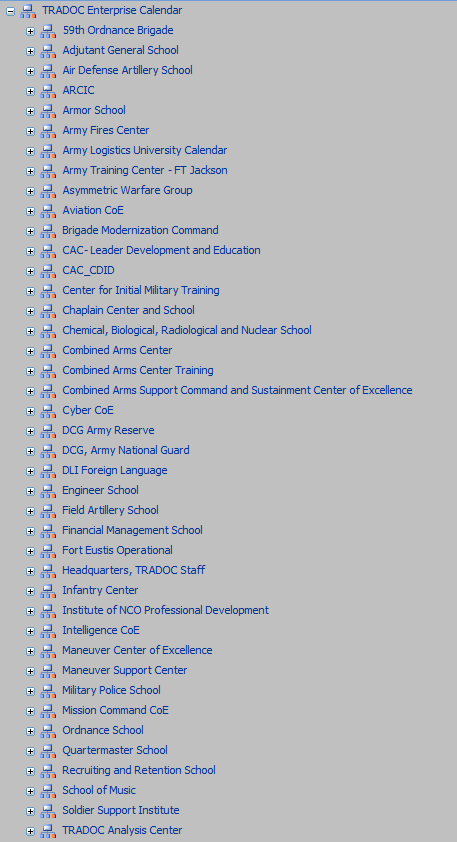 TRADOC Enterprise Calendar
59th Ordnance Brigade
Adjutant General School
Air Defense Artillery School
ARCIC
Armor School
Army Fires Center
Army Logistics University Calendar
Army Training Center - FT Jackson
Asymmetric Warfare Group
Aviation CoE
Brigade Modernization Command
CAC- Leader Development and Education
CAC_CDID
Center for Initial Military Training
Chaplain Center and School
Chemical, Biological, Radiological and Nuclear School
Combined Arms Center
Combined Arms Center Training
Combined Arms Support Command and Sustainment Center of Excellence
Cyber CoE
DCG Army Reserve
DCG, Army National Guard
DLI Foreign Language
Engineer School
Field Artillery School
Financial Management School
Fort Eustis Operational
Headquarters, TRADOC Staff
Infantry Center
Institute of NCO Professional Development
Intelligence CoE
Maneuver Center of Excellence
Maneuver Support Center
Military Police School
Mission Command CoE
Ordnance School
Quartermaster School
Recruiting and Retention School
School of Music
Soldier Support Institute
TRADOC Analysis Center